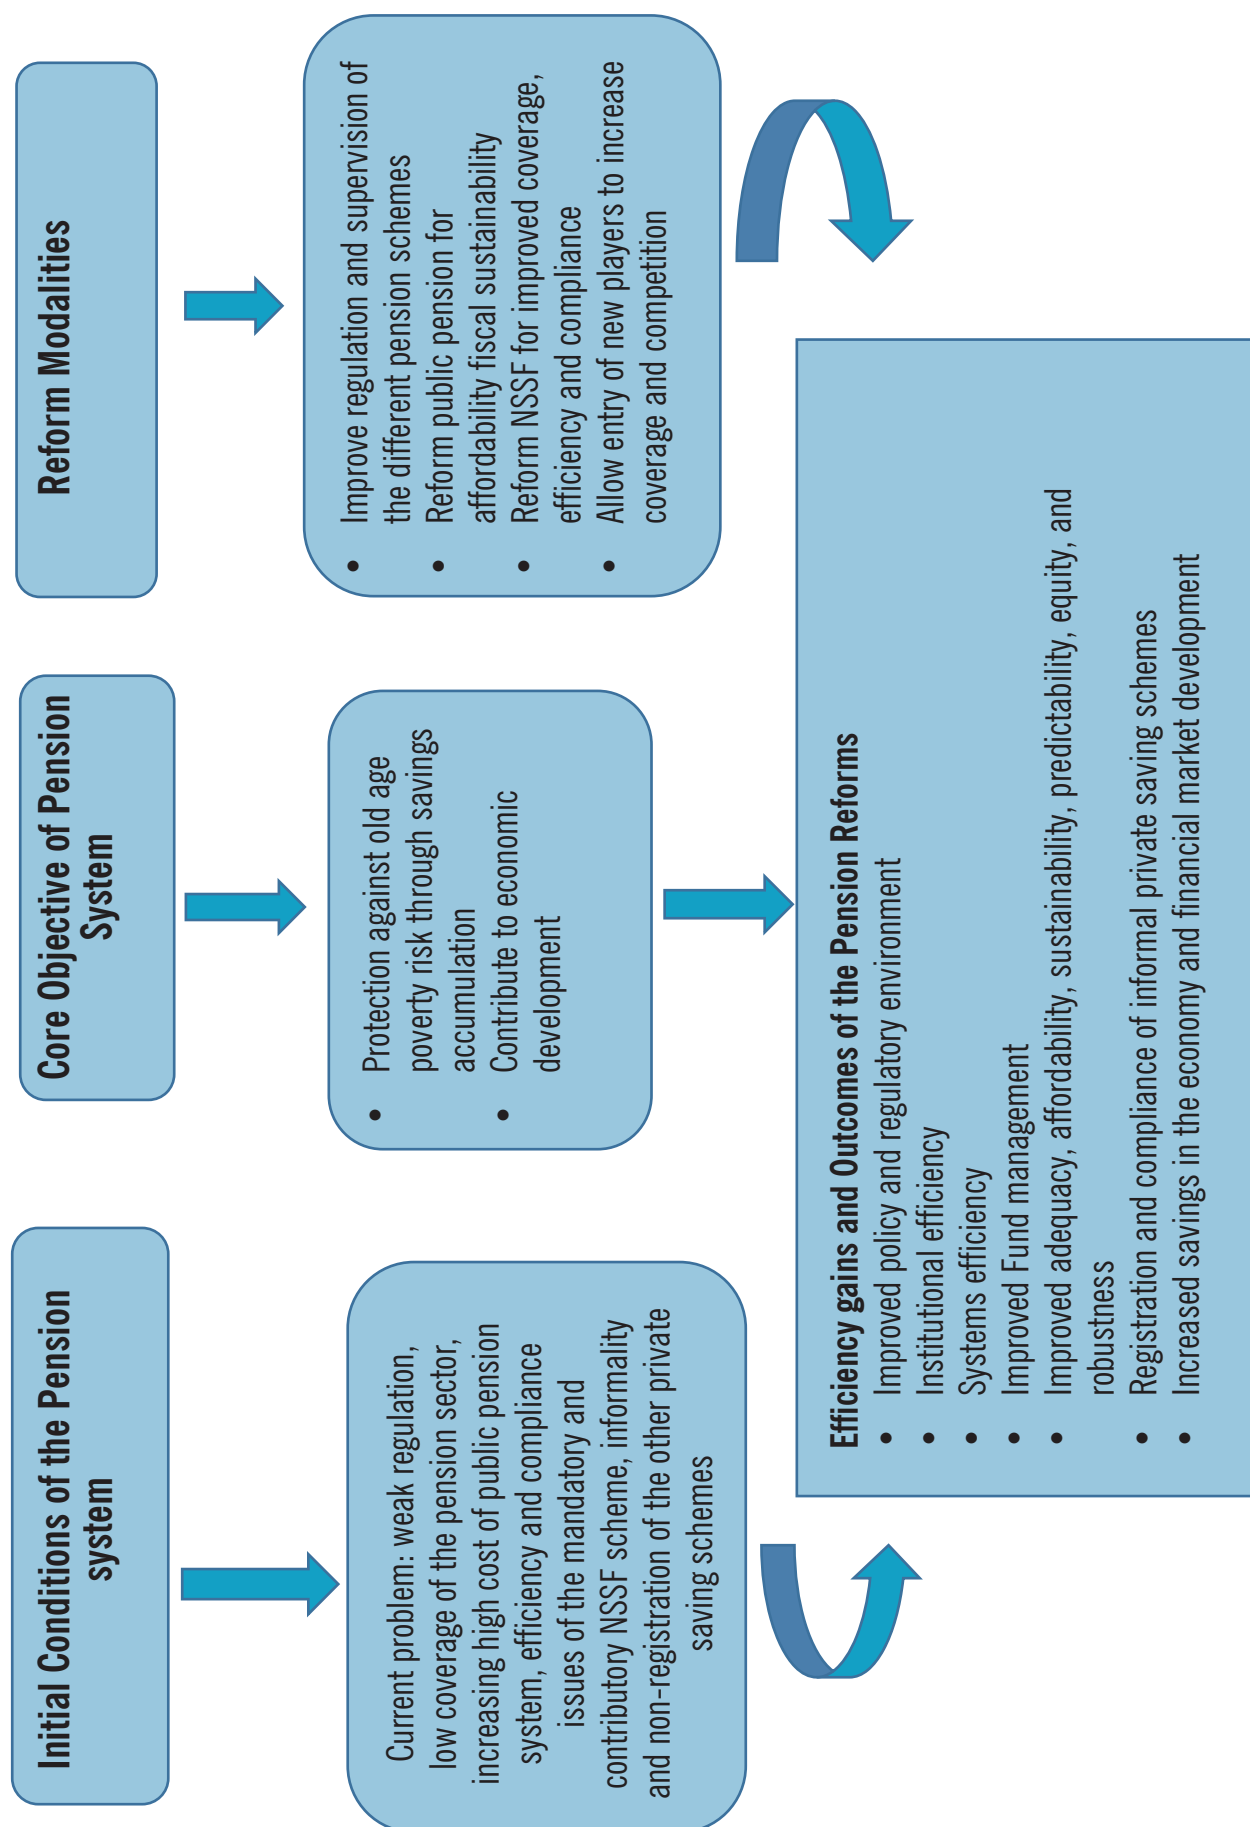 Initial Conditions of the Pension
system
Current problem: weak regulation,
low coverage of the pension sector,
increasing high cost of public pension
system, efficiency and compliance
issues of the mandatory and
contributory NSSF scheme, informality
and non-registration of the other private
saving schemes
Core Objective of Pension
System
• Protection against old age
poverty risk through savings
accumulation
• Contribute to economic
development
Reform Modalities
• Improve regulation and supervision of
the different pension schemes
• Reform public pension for
affordability fiscal sustainability
• Reform NSSF for improved coverage,
efficiency and compliance
• Allow entry of new players to increase
coverage and competition
Efficiency gains and Outcomes of the Pension Reforms
• Improved policy and regulatory environment
• Institutional efficiency
• Systems efficiency
• Improved Fund management
• Improved adequacy, affordability, sustainability, predictability, equity, and
robustness
• Registration and compliance of informal private saving schemes
• Increased savings in the economy and financial market development